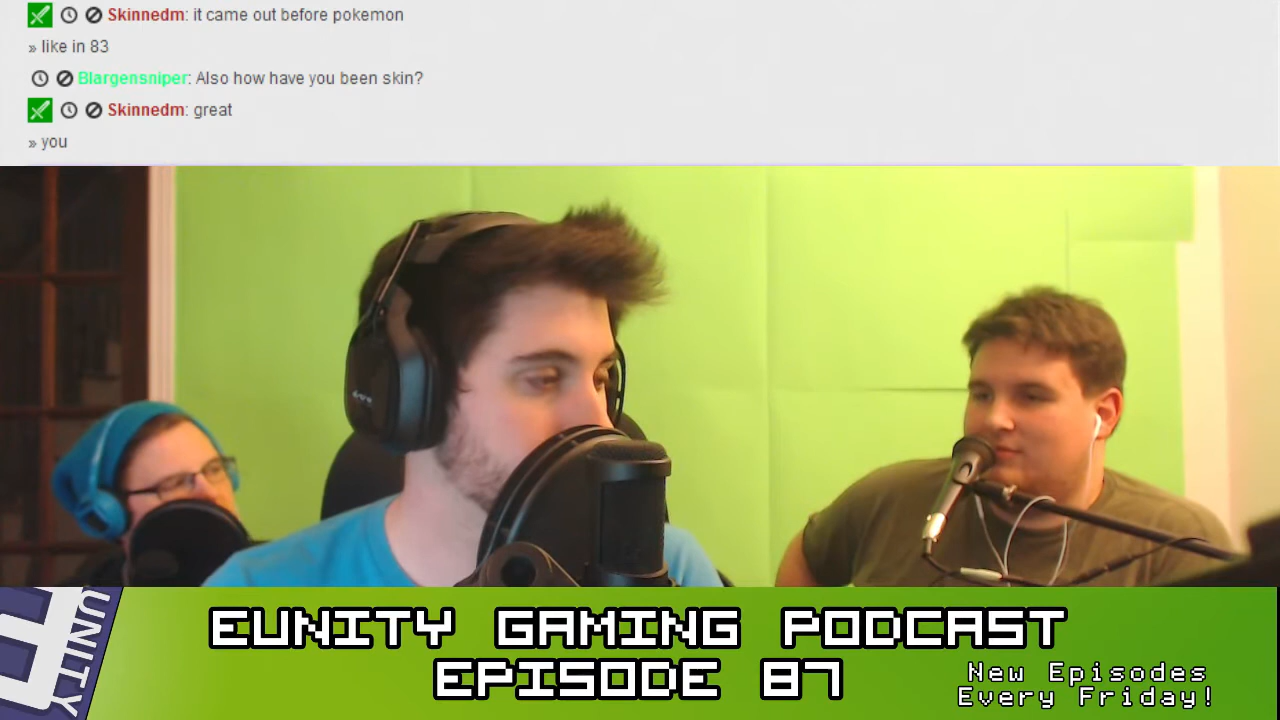 Skinnedm: it came out before pokemon
» like in 83
Blargensniper: Also how have you been skin?
Skinnedm: great
» you
UNITY
EUNITY GAMING PODCAST
EPISODE 87
New Episodes
Every Friday!